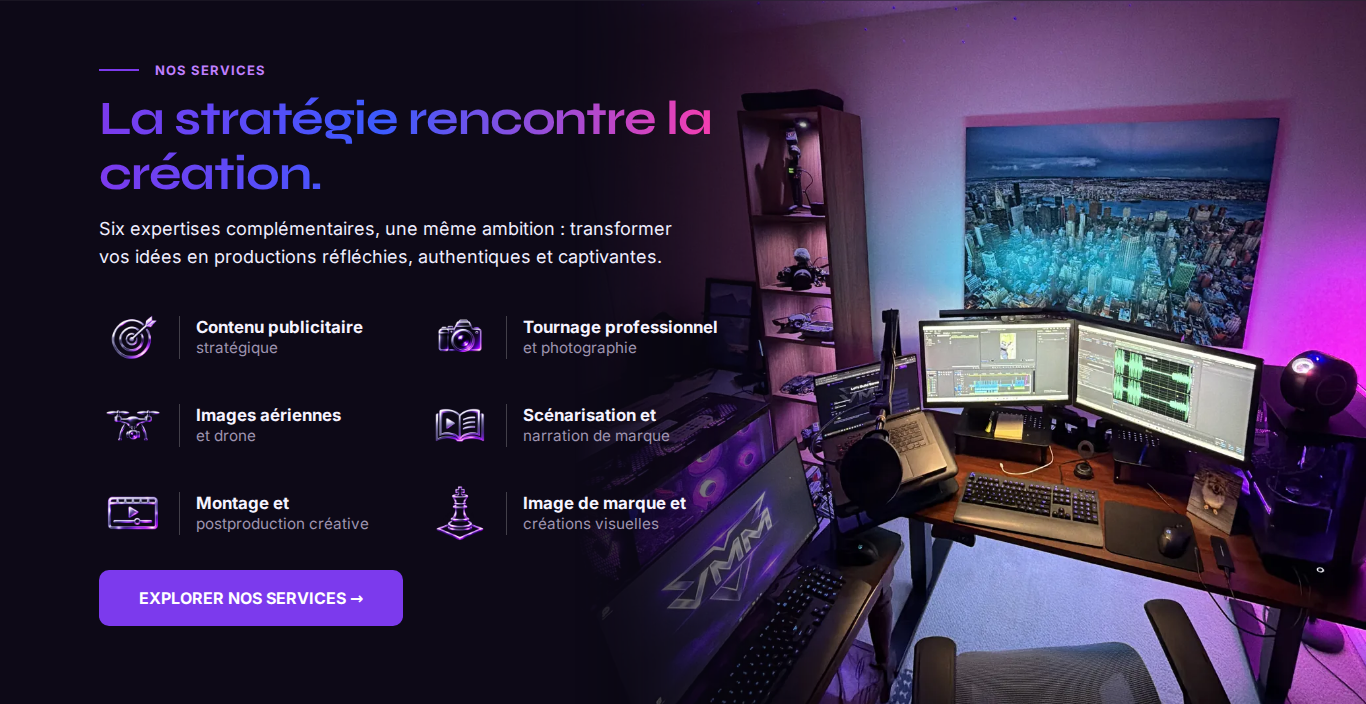 NOS SERVICES
La stratégie rencontre la
création.
Six expertises complémentaires, une même ambition : transformer
vos idées en productions réfléchies, authentiques et captivantes.
Contenu publicitaire
stratégique
Tournage professionnel
et photographie
Images aériennes
et drone
Scénarisation et
narration de marque
Montage et
postproduction créative
Image de marque et
créations visuelles
EXPLORER NOS SERVICES →